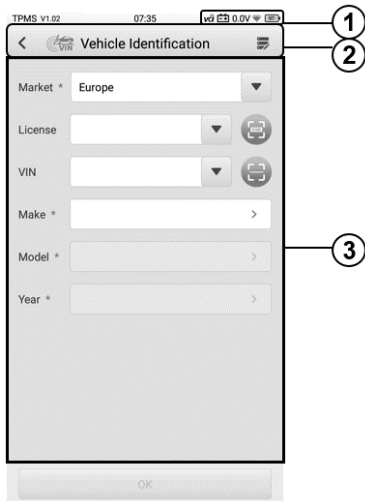 TPMS V1.02 07:35 0.0V
1
VIN Vehicle Identification
2
Market * Europe
License
VIN
Make *
3
Model *
Year *
OK